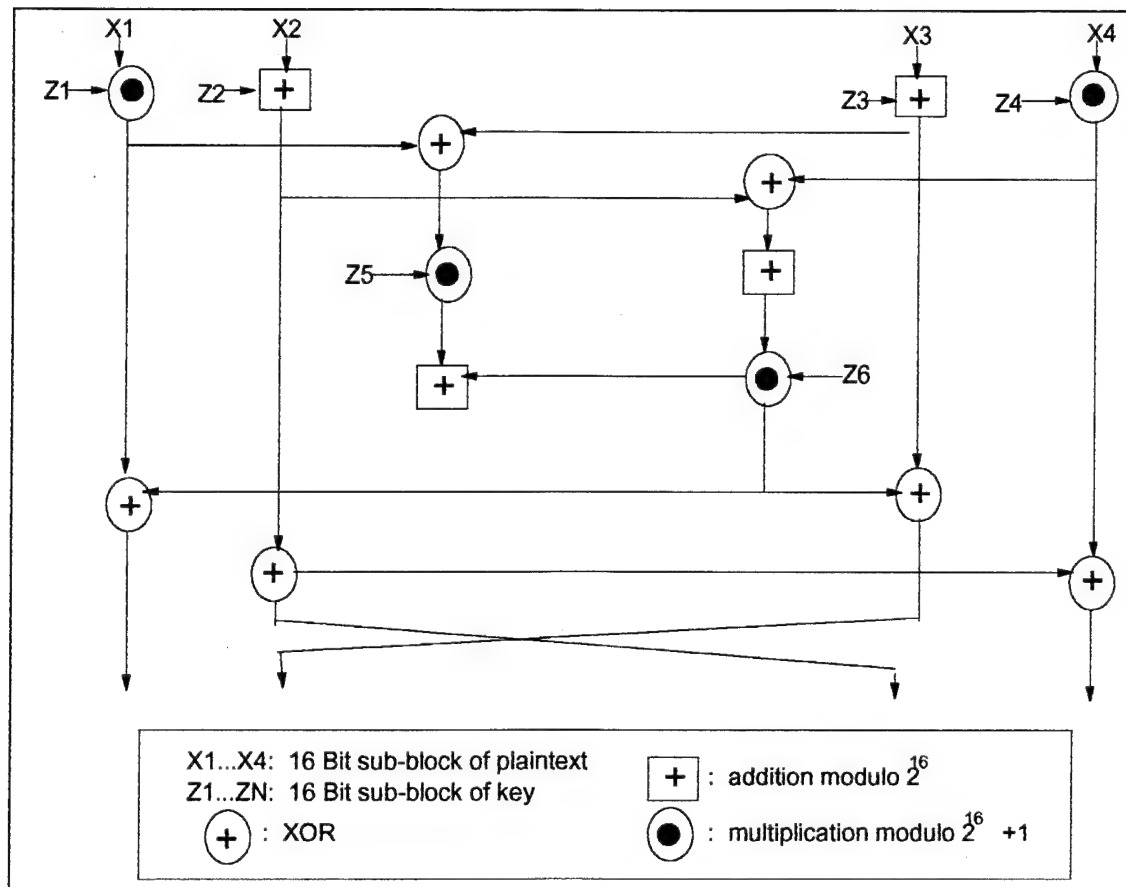 X1 X2 X3 X4
Z1 Z2 + Z3 + Z4
+
+
Z5 +
+ Z6
+ +
+ +
X1...X4: 16 Bit sub-block of plaintext
Z1...ZN: 16 Bit sub-block of key
+ : XOR
+ : addition modulo 2^16
: multiplication modulo 2^16 +1